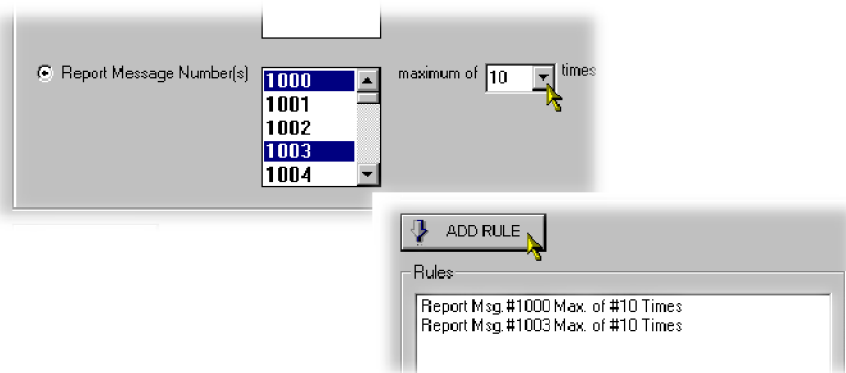 Report Message Number(s) 1000 maximum of 10 times
1001
1002
1003
1004
ADD RULE
Rules
Report Msg. #1000 Max. of #10 Times
Report Msg. #1003 Max. of #10 Times